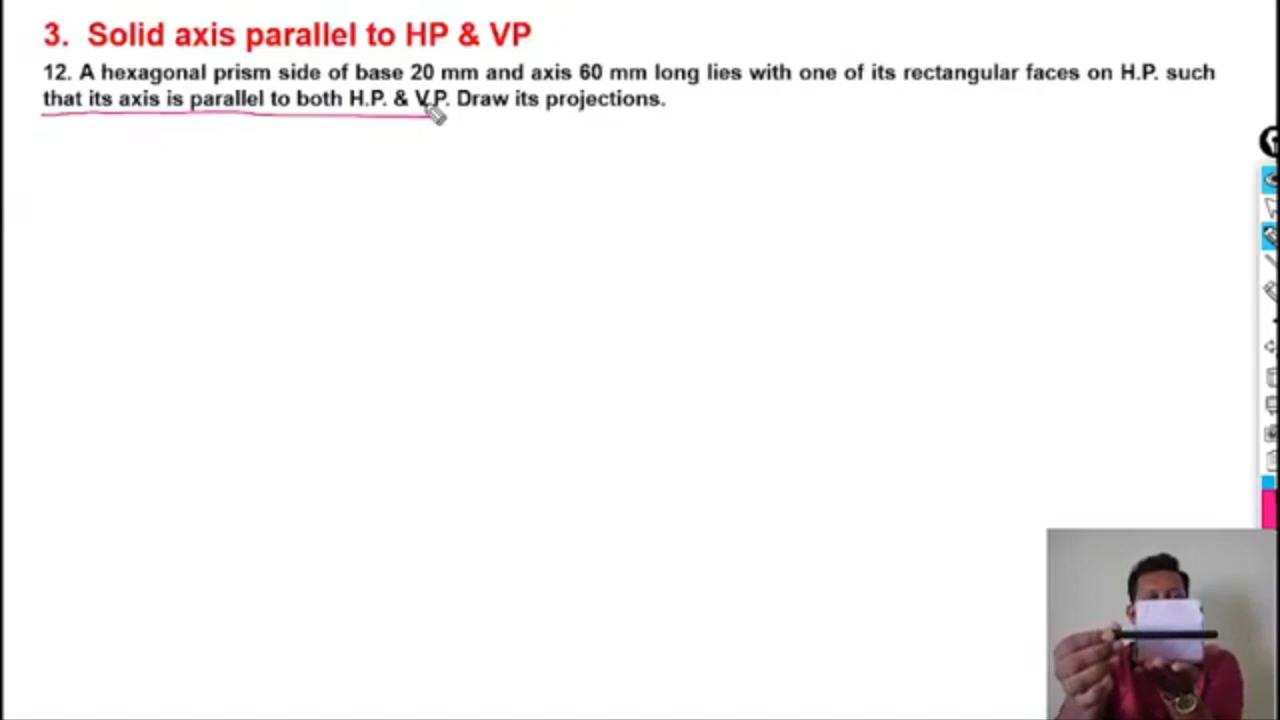 3. Solid axis parallel to HP & VP
12. A hexagonal prism side of base 20 mm and axis 60 mm long lies with one of its rectangular faces on H.P. such
that its axis is parallel to both H.P. & V.P. Draw its projections.